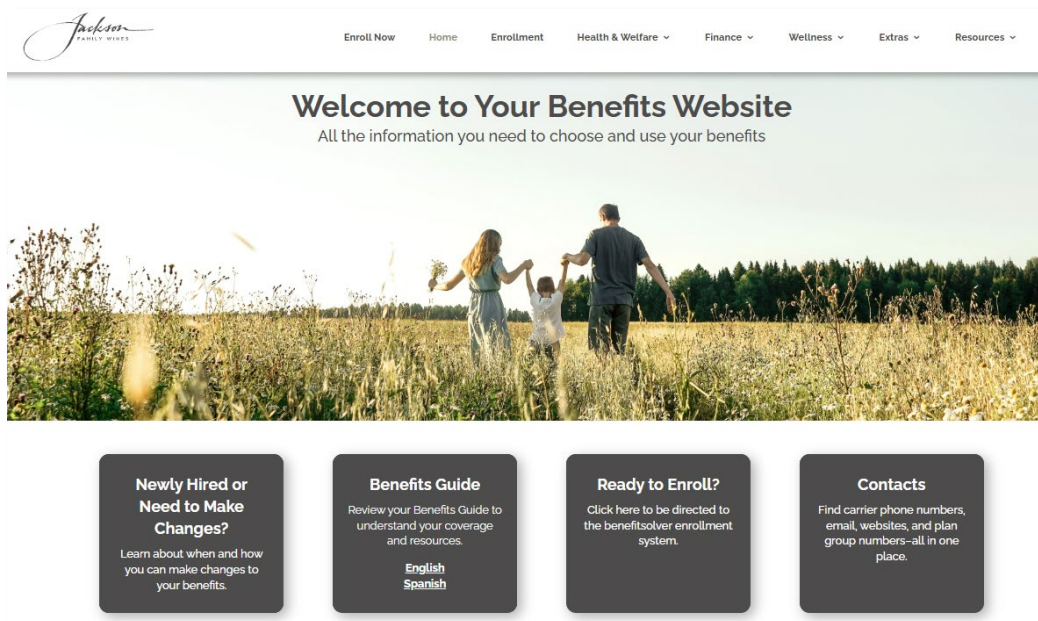 Jackson
FAMILY WINES
Enroll Now Home Enrollment Health & Welfare Finance Wellness Extras Resources
Welcome to Your Benefits Website
All the information you need to choose and use your benefits
Newly Hired or
Need to Make
Changes?
Learn about when and how
you can make changes to
your benefits.
Benefits Guide
Review your Benefits Guide to
understand your coverage
and resources.
English
Spanish
Ready to Enroll?
Click here to be directed to
the benefitsolver enrollment
system.
Contacts
Find carrier phone numbers,
email, websites, and plan
group numbers–all in one
place.